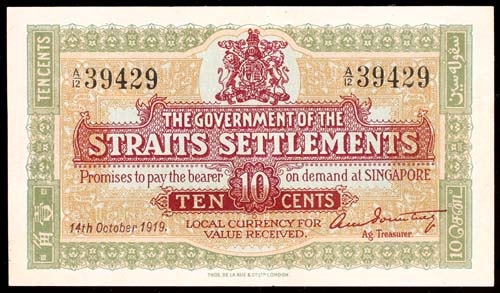 TEN CENTS
A/12 39429
A/12 39429
THE GOVERNMENT OF THE
STRAITS SETTLEMENTS
Promises to pay the bearer on demand at SINGAPORE
10
TEN CENTS
14th October 1919.
LOCAL CURRENCY FOR
VALUE RECEIVED.
Ag. Treasurer.
壹角
THOS. DE LA RUE & CO. LTD. LONDON.